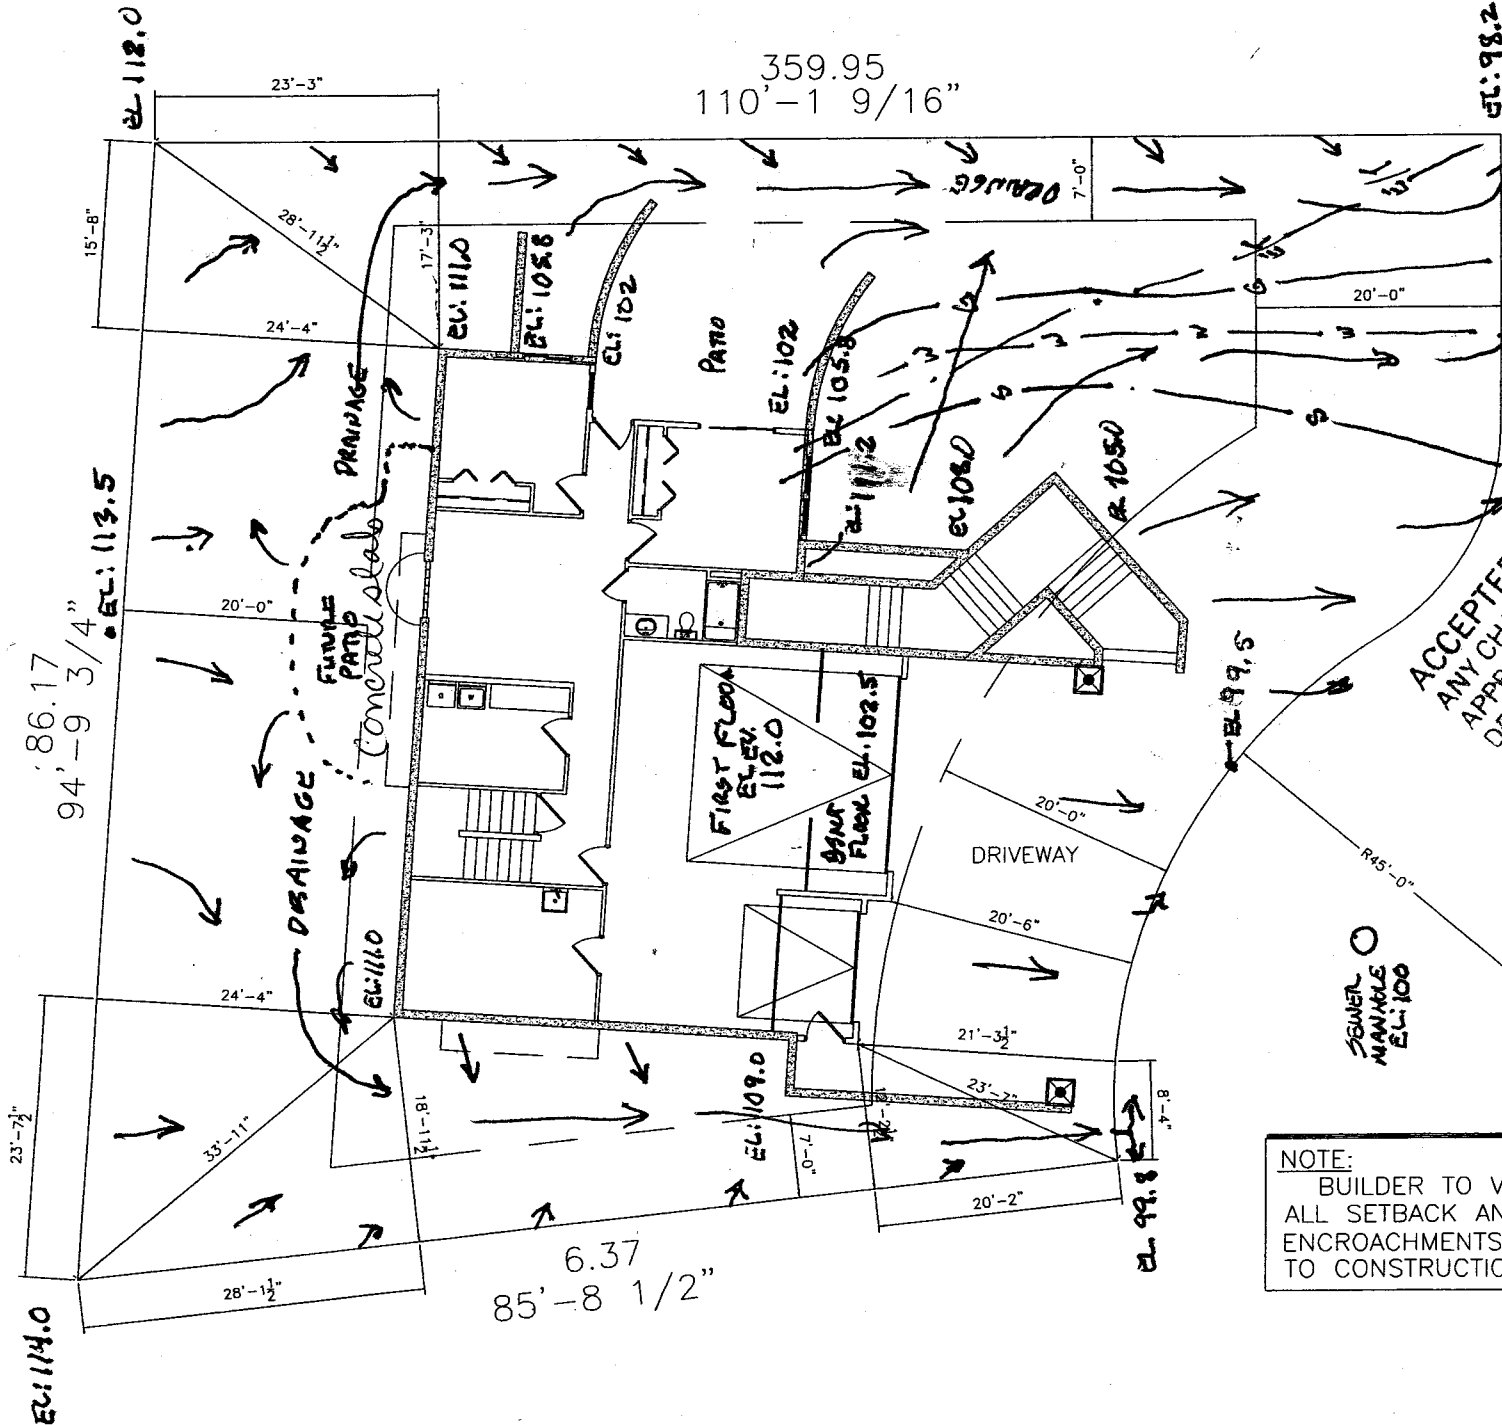 EL 112.0
23'-3"
359.95
110'-1 9/16"
EL: 98.2
15'-8"
28'-11½"
17'-3"
24'-4"
EL: 111.0
EL: 105.8
EL: 102
PATIO
EL: 102
EL 105.8
EL: 111.2
EL 108.0
EL 105.0
7'-0"
20'-0"
E
G
G
W
W
W
W
S
S
DRAINAGE
EL: 113.5
86.17
94'-9 3/4"
20'-0"
FUTURE
PATIO
Concrete slab
DRAINAGE
FIRST FLOOR
ELEV.
112.0
BSMT
FLOOR EL. 102.5
EL 99.5
20'-0"
DRIVEWAY
20'-6"
R45'-0"
SEWER
MANHOLE
EL: 100
EL: 111.0
24'-4"
33'-11"
18'-11½"
23'-7½"
28'-1½"
EL: 109.0
7'-0"
21'-3½"
23'-7"
8'-4"
20'-2"
EL 99.8
6.37
85'-8 1/2"
EL: 114.0
ACCEPTE
ANY CH
APP
NOTE:
BUILDER TO V
ALL SETBACK AN
ENCROACHMENTS
TO CONSTRUCTIO